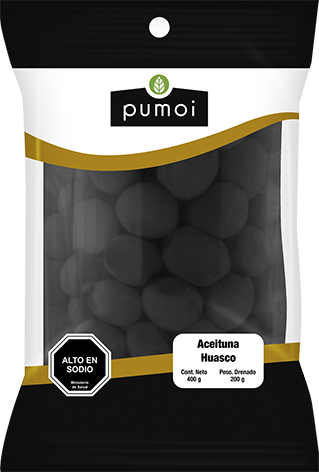 pumoi
ALTO EN
SODIO
Ministerio
de Salud
Aceituna
Huasco
Cont. Neto Peso. Drenado
400 g 200 g